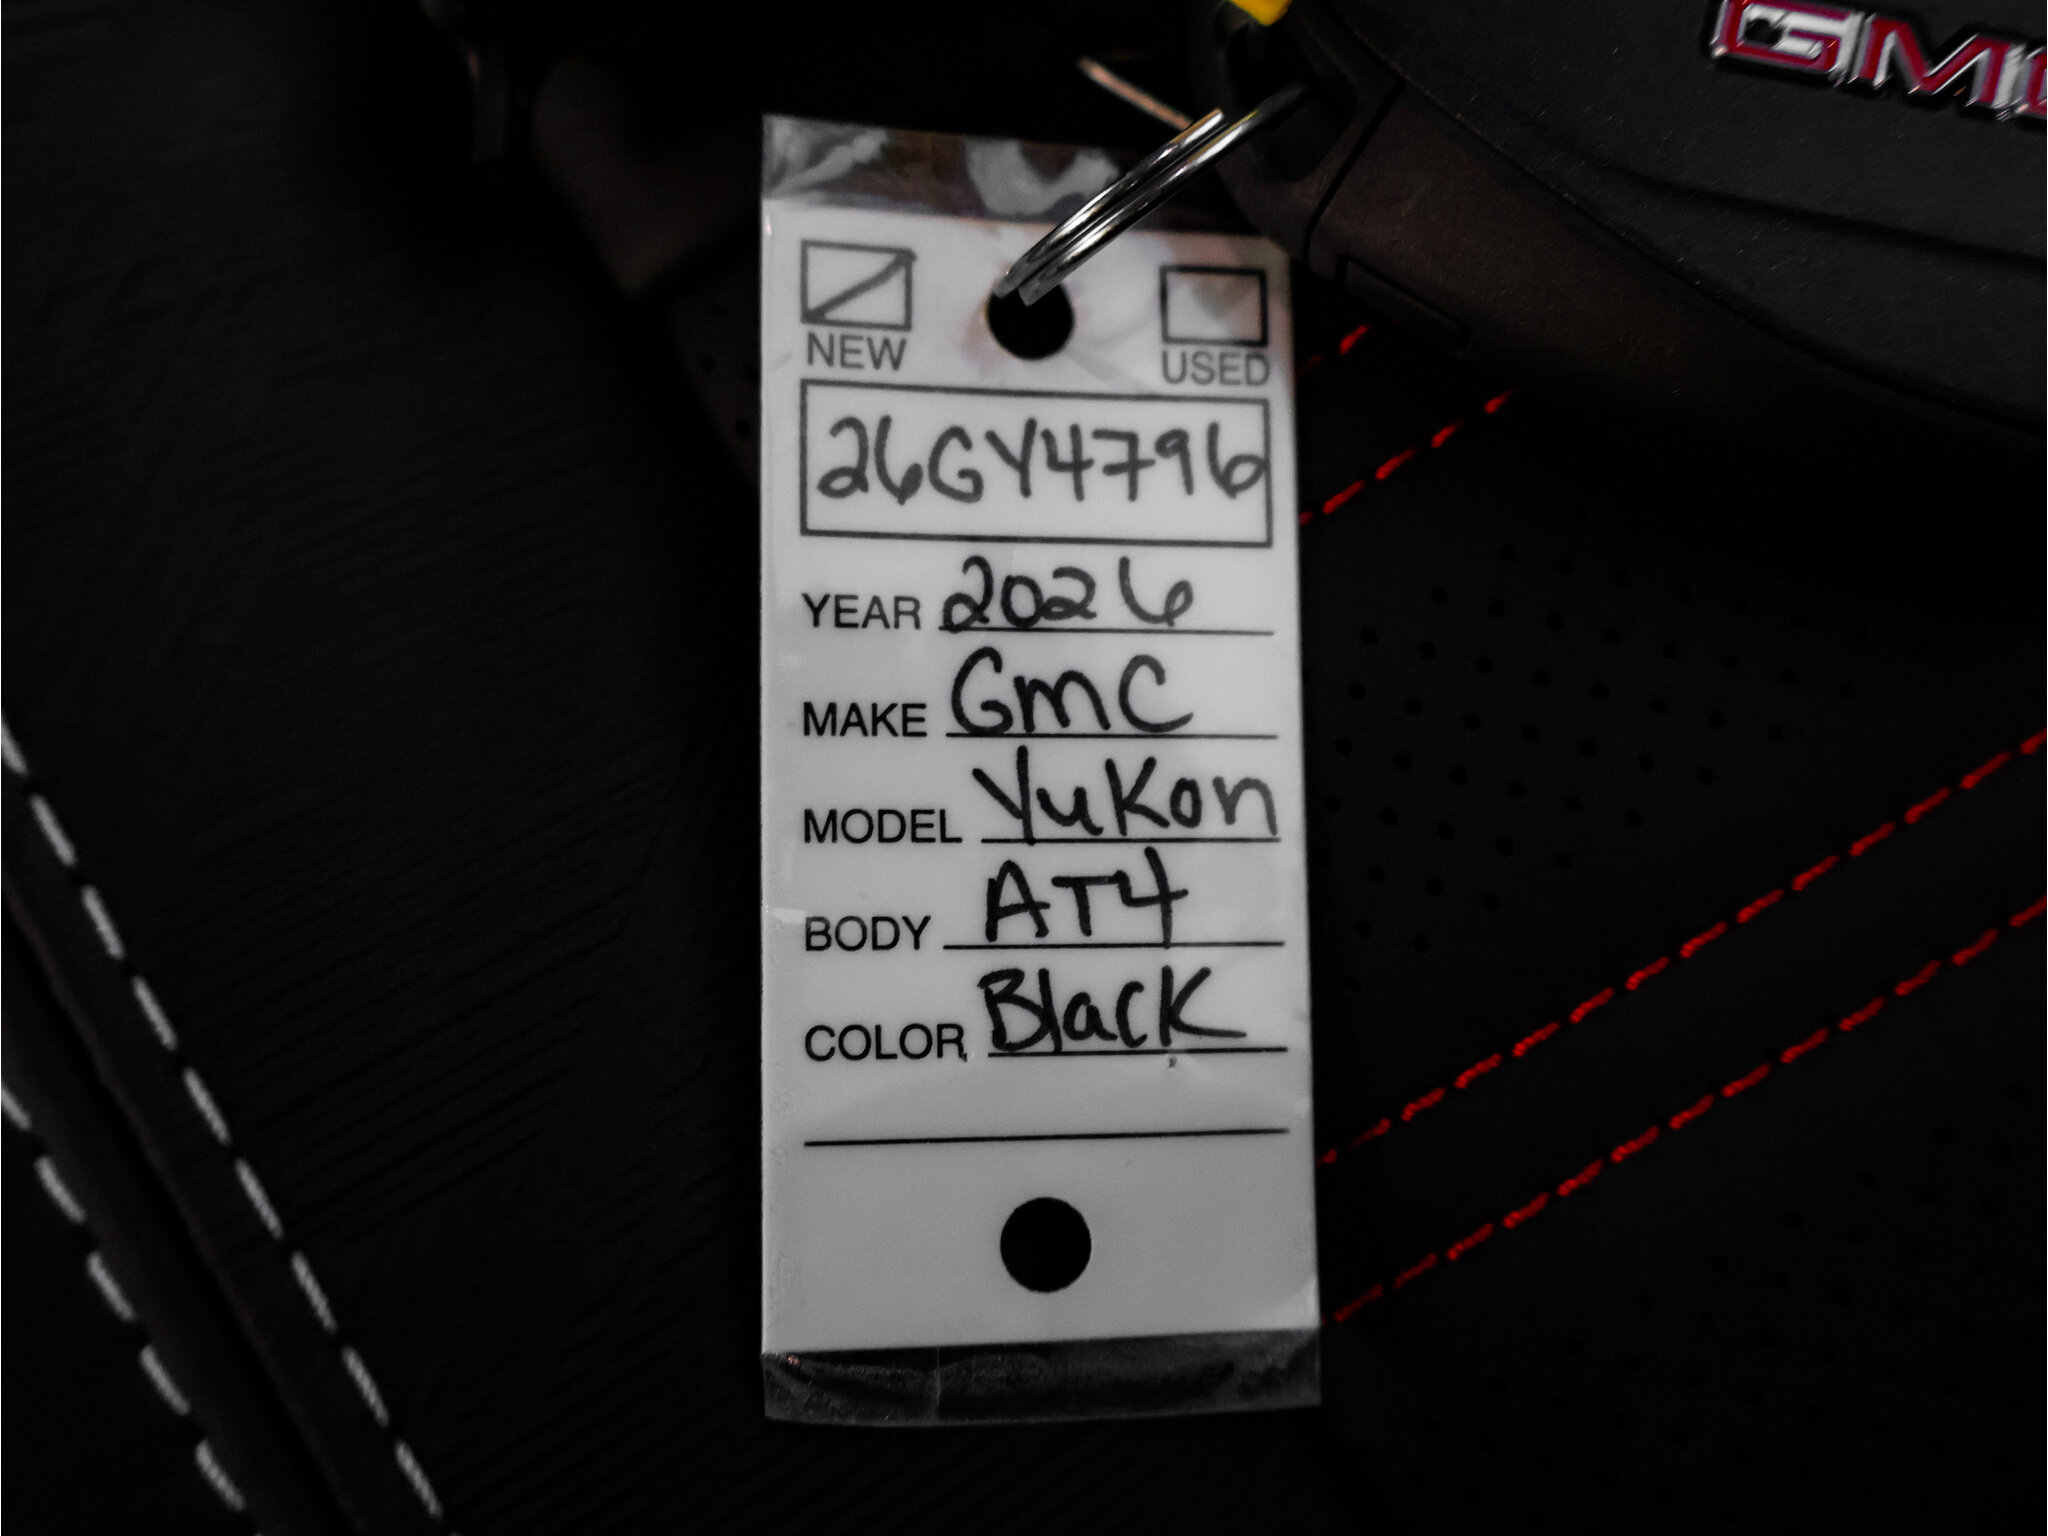 GMC
NEW USED
26GY4796
YEAR 2026
MAKE GMC
MODEL Yukon
BODY AT4
COLOR Black